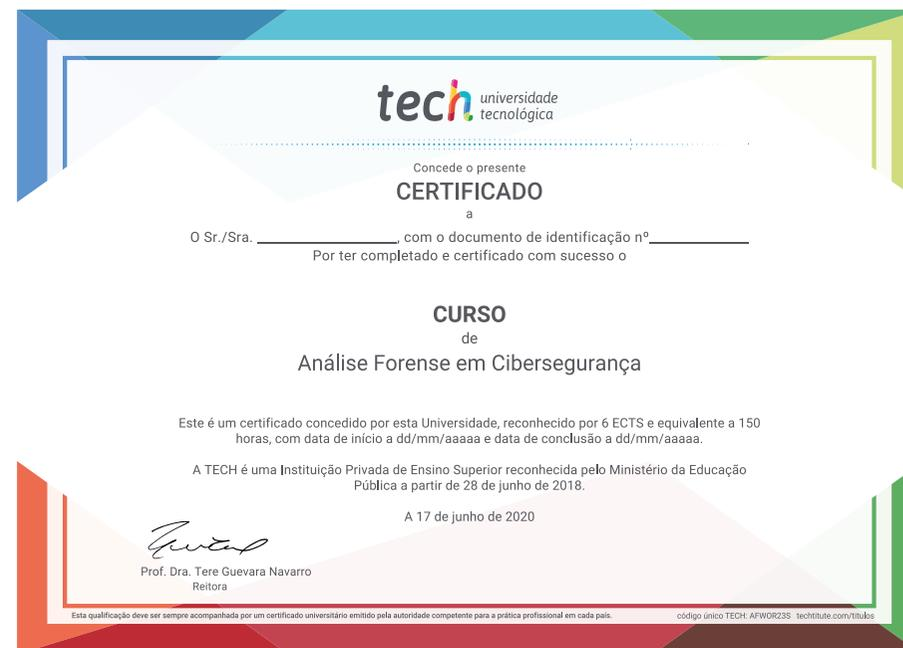 tech universidade
tecnológica
Concede o presente
CERTIFICADO
a
O Sr./Sra. ________________, com o documento de identificação nº____________
Por ter completado e certificado com sucesso o
CURSO
de
Análise Forense em Cibersegurança
Este é um certificado concedido por esta Universidade, reconhecido por 6 ECTS e equivalente a 150
horas, com data de início a dd/mm/aaaaa e data de conclusão a dd/mm/aaaaa.
A TECH é uma Instituição Privada de Ensino Superior reconhecida pelo Ministério da Educação
Pública a partir de 28 de junho de 2018.
A 17 de junho de 2020
Prof. Dra. Tere Guevara Navarro
Reitora
Esta qualificação deve ser sempre acompanhada por um certificado universitário emitido pela autoridade competente para a prática profissional em cada país.
código único TECH: AFWOR23S techtitute.com/titulos